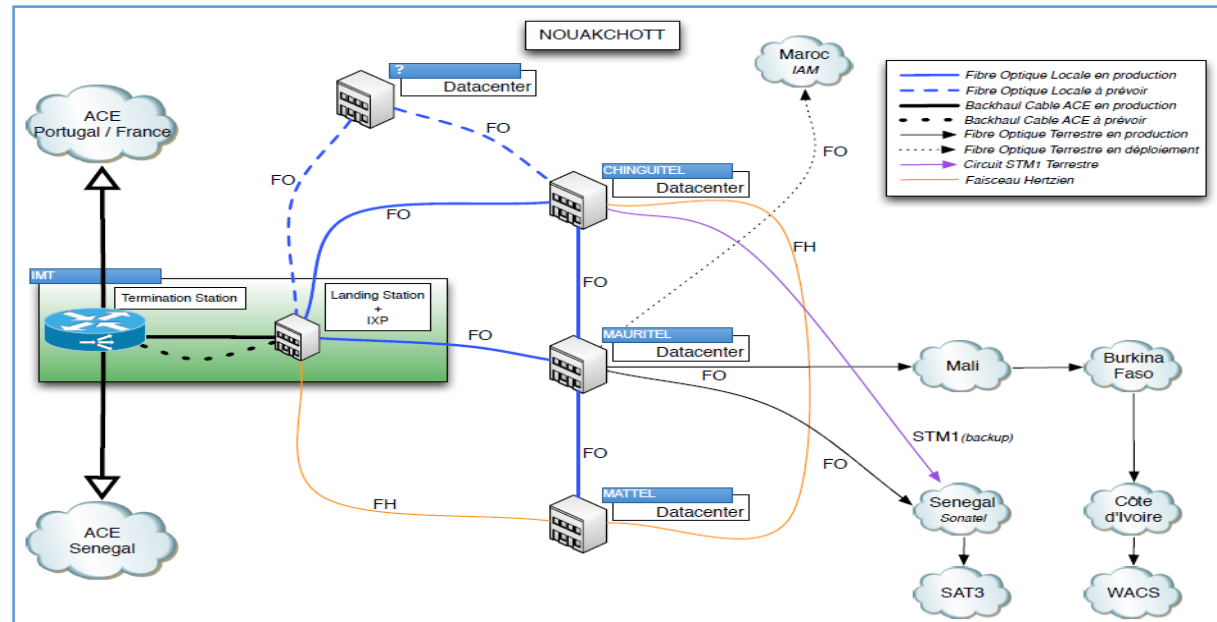 NOUAKCHOTT
Maroc
IAM
Fibre Optique Locale en production
Fibre Optique Locale à prévoir
Backhaul Cable ACE en production
Backhaul Cable ACE à prévoir
Fibre Optique Terrestre en production
Fibre Optique Terrestre en déploiement
Circuit STM1 Terrestre
Faisceau Hertzien
?
Datacenter
ACE
Portugal / France
FO
FO
FO
CHINGUITEL
Datacenter
FO
FH
IMT
Termination Station
Landing Station
+
IXP
FO
FO
MAURITEL
Datacenter
FO
Mali
Burkina
Faso
STM1 (backup)
FO
FO
FH
MATTEL
Datacenter
ACE
Senegal
Senegal
Sonatel
Côte
d'Ivoire
SAT3
WACS